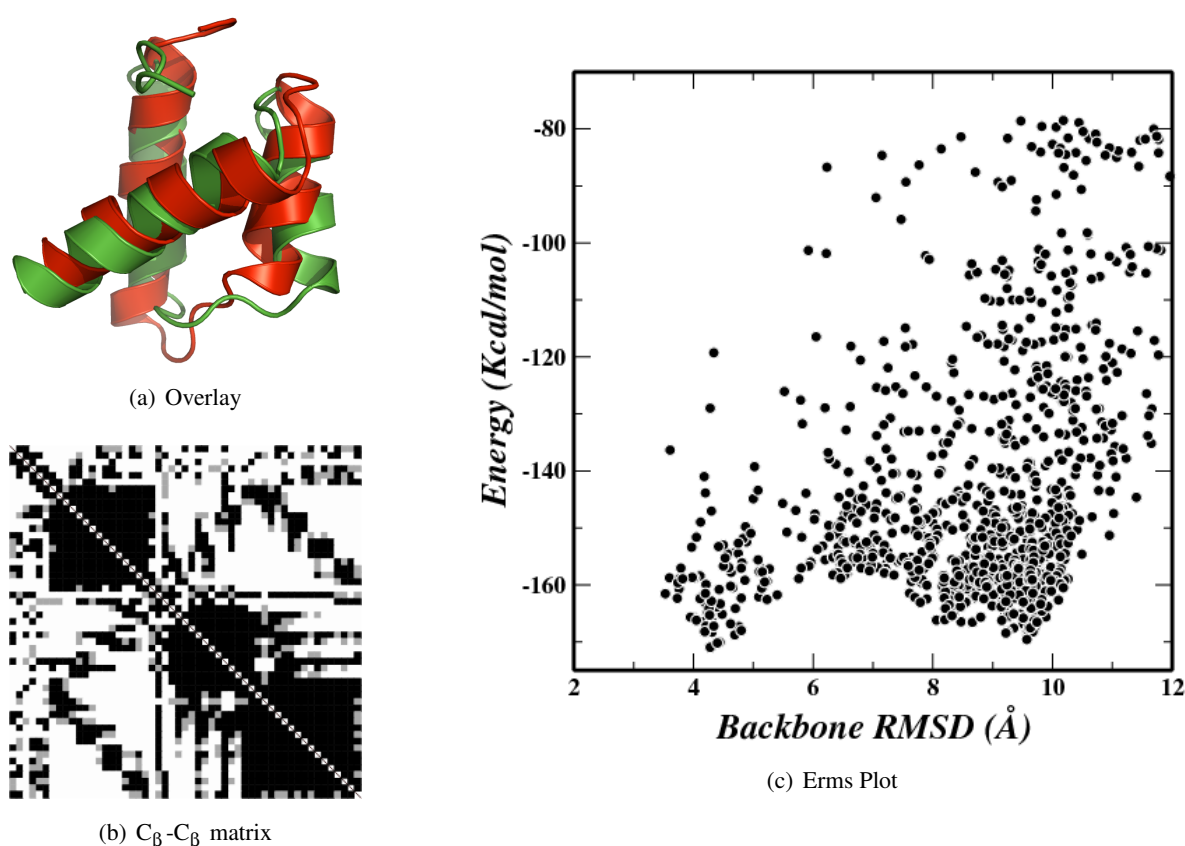 (a) Overlay
(b) Cβ-Cβ matrix
-80
-100
-120
-140
-160
Energy (Kcal/mol)
2 4 6 8 10 12
Backbone RMSD (Å)
(c) Erms Plot